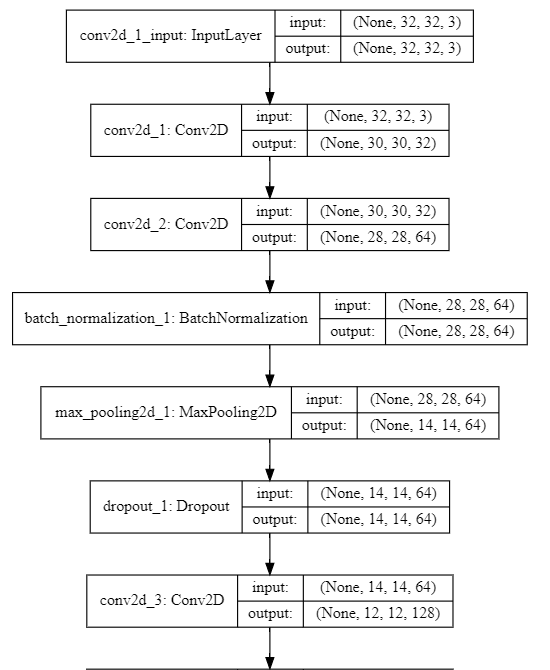 conv2d_1_input: InputLayer
input: (None, 32, 32, 3)
output: (None, 32, 32, 3)
conv2d_1: Conv2D
input: (None, 32, 32, 3)
output: (None, 30, 30, 32)
conv2d_2: Conv2D
input: (None, 30, 30, 32)
output: (None, 28, 28, 64)
batch_normalization_1: BatchNormalization
input: (None, 28, 28, 64)
output: (None, 28, 28, 64)
max_pooling2d_1: MaxPooling2D
input: (None, 28, 28, 64)
output: (None, 14, 14, 64)
dropout_1: Dropout
input: (None, 14, 14, 64)
output: (None, 14, 14, 64)
conv2d_3: Conv2D
input: (None, 14, 14, 64)
output: (None, 12, 12, 128)